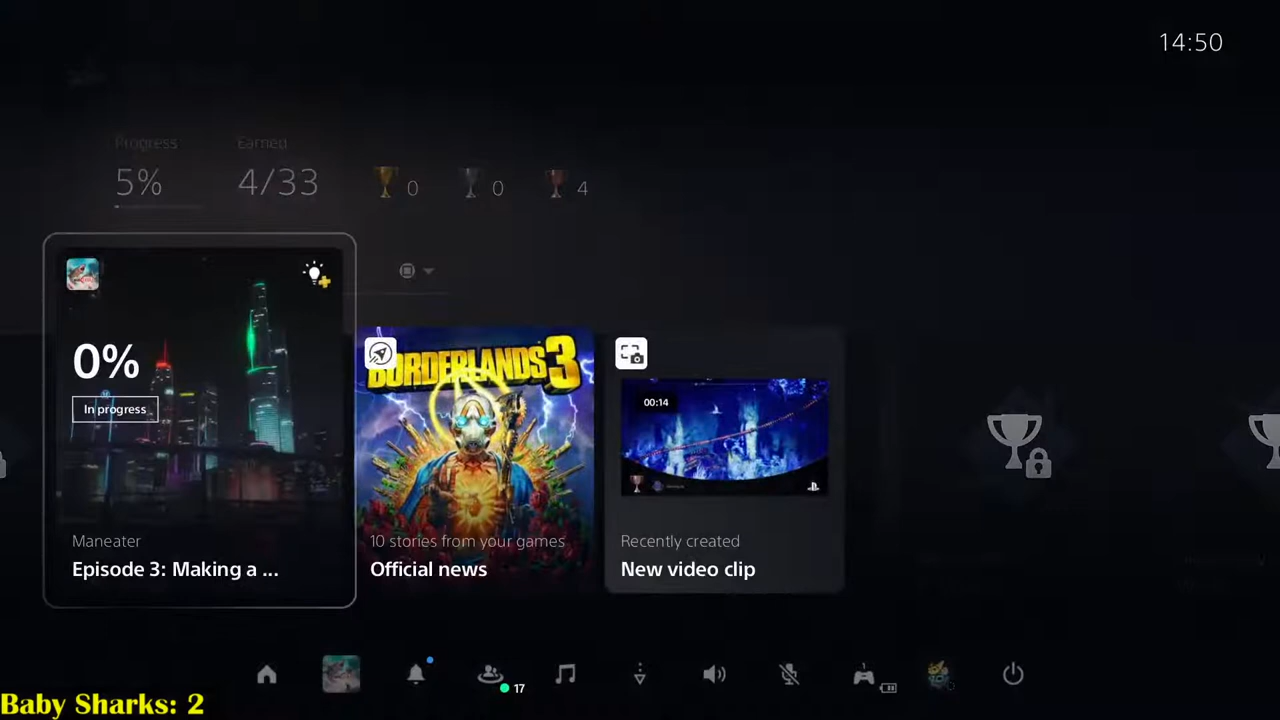 14:50
Progress
Earned
5%
4/33
0
0
4
0%
In progress
Maneater
Episode 3: Making a ...
BORDERLANDS 3
10 stories from your games
Official news
00:14
Recently created
New video clip
17
Baby Sharks: 2